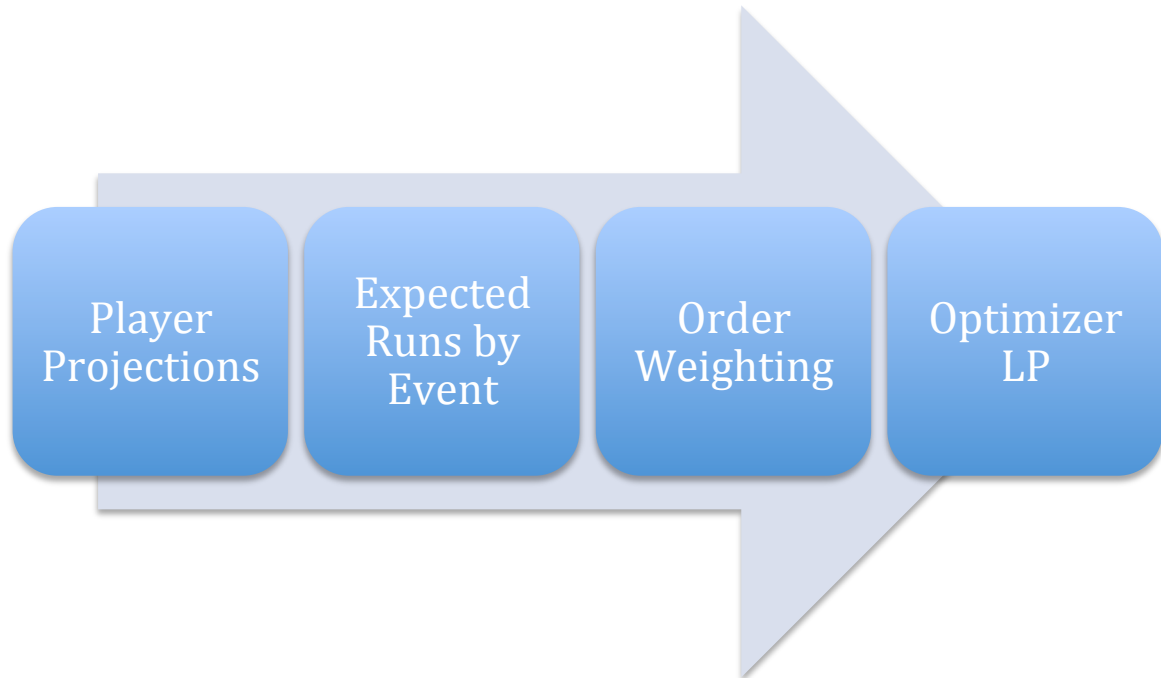 Player
Projections
Expected
Runs by
Event
Order
Weighting
Optimizer
LP